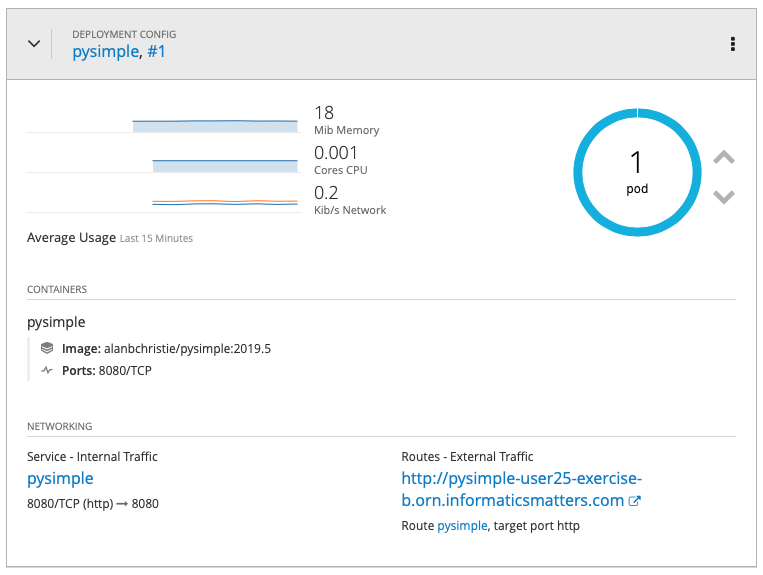 DEPLOYMENT CONFIG
pysimple, #1
18
Mib Memory
0.001
Cores CPU
0.2
Kib/s Network
Average Usage Last 15 Minutes
1
pod
CONTAINERS
pysimple
Image: alanbchristie/pysimple:2019.5
Ports: 8080/TCP
NETWORKING
Service - Internal Traffic
pysimple
8080/TCP (http) → 8080
Routes - External Traffic
http://pysimple-user25-exercise-
b.orn.informaticsmatters.com
Route pysimple, target port http